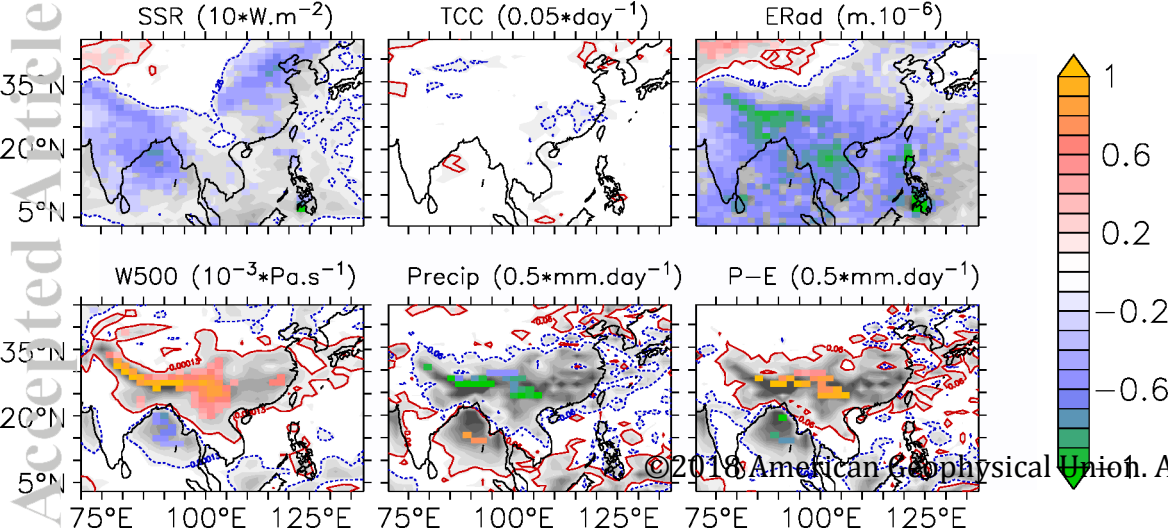 Accepted Article
SSR (10*W.m−2)
TCC (0.05*day−1)
ERad (m.10−6)
35°N
20°N
5°N
W500 (10−3*Pa.s−1)
Precip (0.5*mm.day−1)
P−E (0.5*mm.day−1)
35°N
20°N
5°N
75°E 100°E 125°E
75°E 100°E 125°E
75°E 100°E 125°E
1
0.6
0.2
−0.2
−0.6
−1
©2018 American Geophysical Union. A